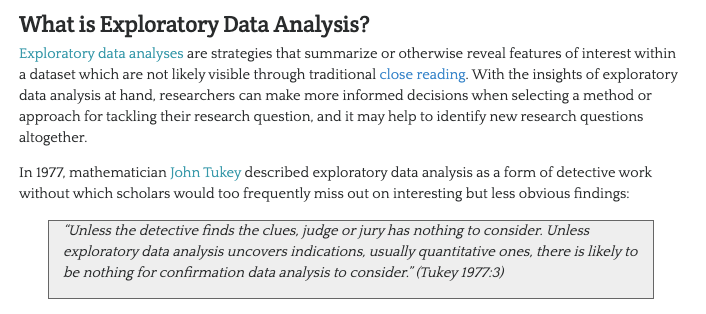 What is Exploratory Data Analysis?
Exploratory data analyses are strategies that summarize or otherwise reveal features of interest within
a dataset which are not likely visible through traditional close reading. With the insights of exploratory
data analysis at hand, researchers can make more informed decisions when selecting a method or
approach for tackling their research question, and it may help to identify new research questions
altogether.
In 1977, mathematician John Tukey described exploratory data analysis as a form of detective work
without which scholars would too frequently miss out on interesting but less obvious findings:
“Unless the detective finds the clues, judge or jury has nothing to consider. Unless
exploratory data analysis uncovers indications, usually quantitative ones, there is likely to
be nothing for confirmation data analysis to consider.” (Tukey 1977:3)